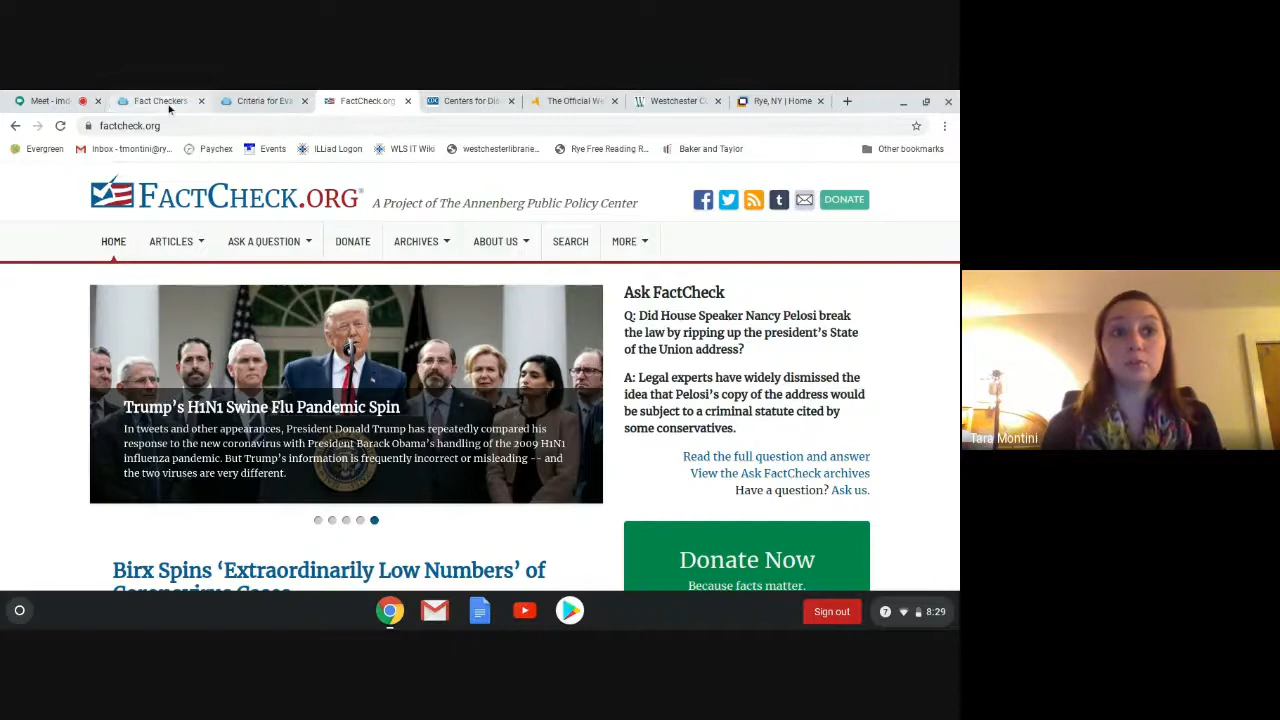 Meet - imd
Fact Checkers
Criteria for Eva
FactCheck.org
Centers for Dis
The Official We
Westchester C
Rye, NY | Home
factcheck.org
Evergreen
Inbox - tmontini@ry...
Paychex
Events
ILLiad Logon
WLS IT Wiki
westchesterlibrarie...
Rye Free Reading R...
Baker and Taylor
Other bookmarks
FACTCHECK.ORG®
A Project of The Annenberg Public Policy Center
DONATE
HOME
ARTICLES
ASK A QUESTION
DONATE
ARCHIVES
ABOUT US
SEARCH
MORE
Trump's H1N1 Swine Flu Pandemic Spin
In tweets and other appearances, President Donald Trump has repeatedly compared his
response to the new coronavirus with President Barack Obama's handling of the 2009 H1N1
influenza pandemic. But Trump's information is frequently incorrect or misleading -- and
the two viruses are very different.
Ask FactCheck
Q: Did House Speaker Nancy Pelosi break
the law by ripping up the president's State
of the Union address?
A: Legal experts have widely dismissed the
idea that Pelosi's copy of the address would
be subject to a criminal statute cited by
some conservatives.
Read the full question and answer
View the Ask FactCheck archives
Have a question? Ask us.
Donate Now
Because facts matter.
Birx Spins 'Extraordinarily Low Numbers' of
Coronavirus Cases
Sign out
7
8:29
Tara Montini